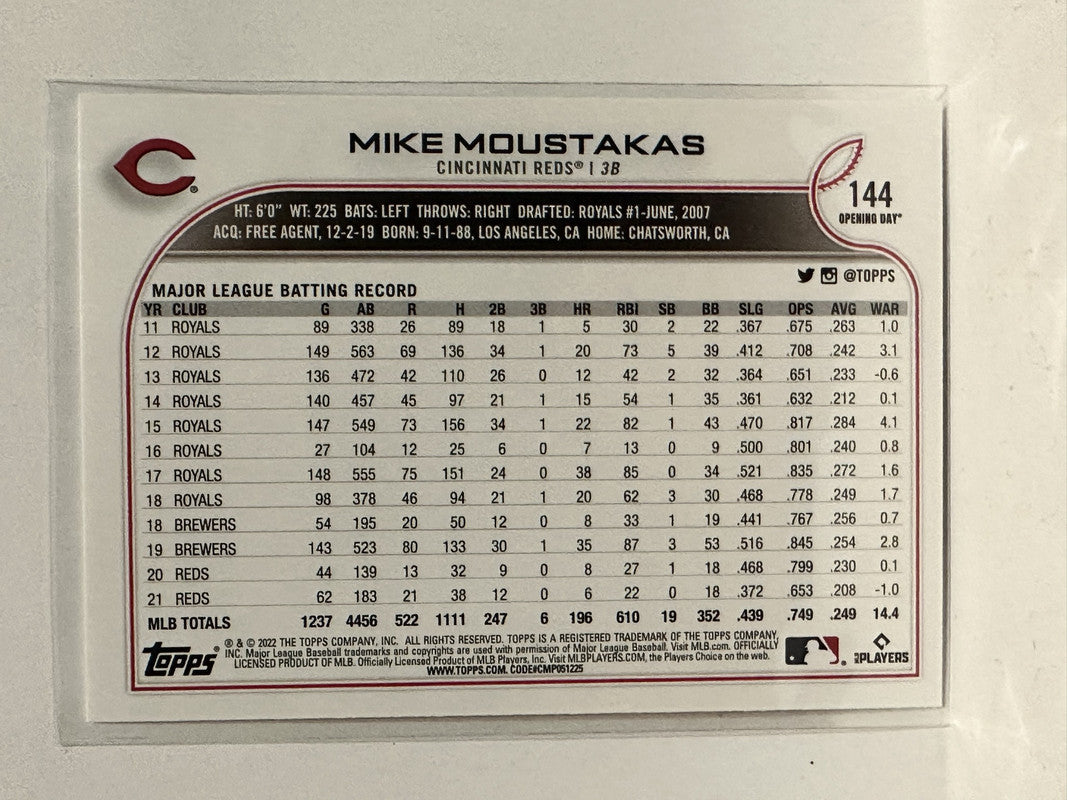 MIKE MOUSTAKAS
CINCINNATI REDS® | 3B
144
OPENING DAY®
HT: 6'0" WT: 225 BATS: LEFT THROWS: RIGHT DRAFTED: ROYALS #1-JUNE, 2007
ACQ: FREE AGENT, 12-2-19 BORN: 9-11-88, LOS ANGELES, CA HOME: CHATSWORTH, CA
@TOPPS
MAJOR LEAGUE BATTING RECORD
YR CLUB G AB R H 2B 3B HR RBI SB BB SLG OPS AVG WAR
11 ROYALS 89 338 26 89 18 1 5 30 2 22 .367 .675 .263 1.0
12 ROYALS 149 563 69 136 34 1 20 73 5 39 .412 .708 .242 3.1
13 ROYALS 136 472 42 110 26 0 12 42 2 32 .364 .651 .233 -0.6
14 ROYALS 140 457 45 97 21 1 15 54 1 35 .361 .632 .212 0.1
15 ROYALS 147 549 73 156 34 1 22 82 1 43 .470 .817 .284 4.1
16 ROYALS 27 104 12 25 6 0 7 13 0 9 .500 .801 .240 0.8
17 ROYALS 148 555 75 151 24 0 38 85 0 34 .521 .835 .272 1.6
18 ROYALS 98 378 46 94 21 1 20 62 3 30 .468 .778 .249 1.7
18 BREWERS 54 195 20 50 12 0 8 33 1 19 .441 .767 .256 0.7
19 BREWERS 143 523 80 133 30 1 35 87 3 53 .516 .845 .254 2.8
20 REDS 44 139 13 32 9 0 8 27 1 18 .468 .799 .230 0.1
21 REDS 62 183 21 38 12 0 6 22 0 18 .372 .653 .208 -1.0
MLB TOTALS 1237 4456 522 1111 247 6 196 610 19 352 .439 .749 .249 14.4
Topps®
® & © 2022 THE TOPPS COMPANY, INC. ALL RIGHTS RESERVED. TOPPS IS A REGISTERED TRADEMARK OF THE TOPPS COMPANY,
INC. Major League Baseball trademarks and copyrights are used with permission of Major League Baseball. Visit MLB.com. OFFICIALLY
LICENSED PRODUCT OF MLB. Officially Licensed Product of MLB Players, Inc. Visit MLBPLAYERS.COM, the Players Choice on the web.
WWW.TOPPS.COM. CODE#CMP051225
MLB PLAYERS